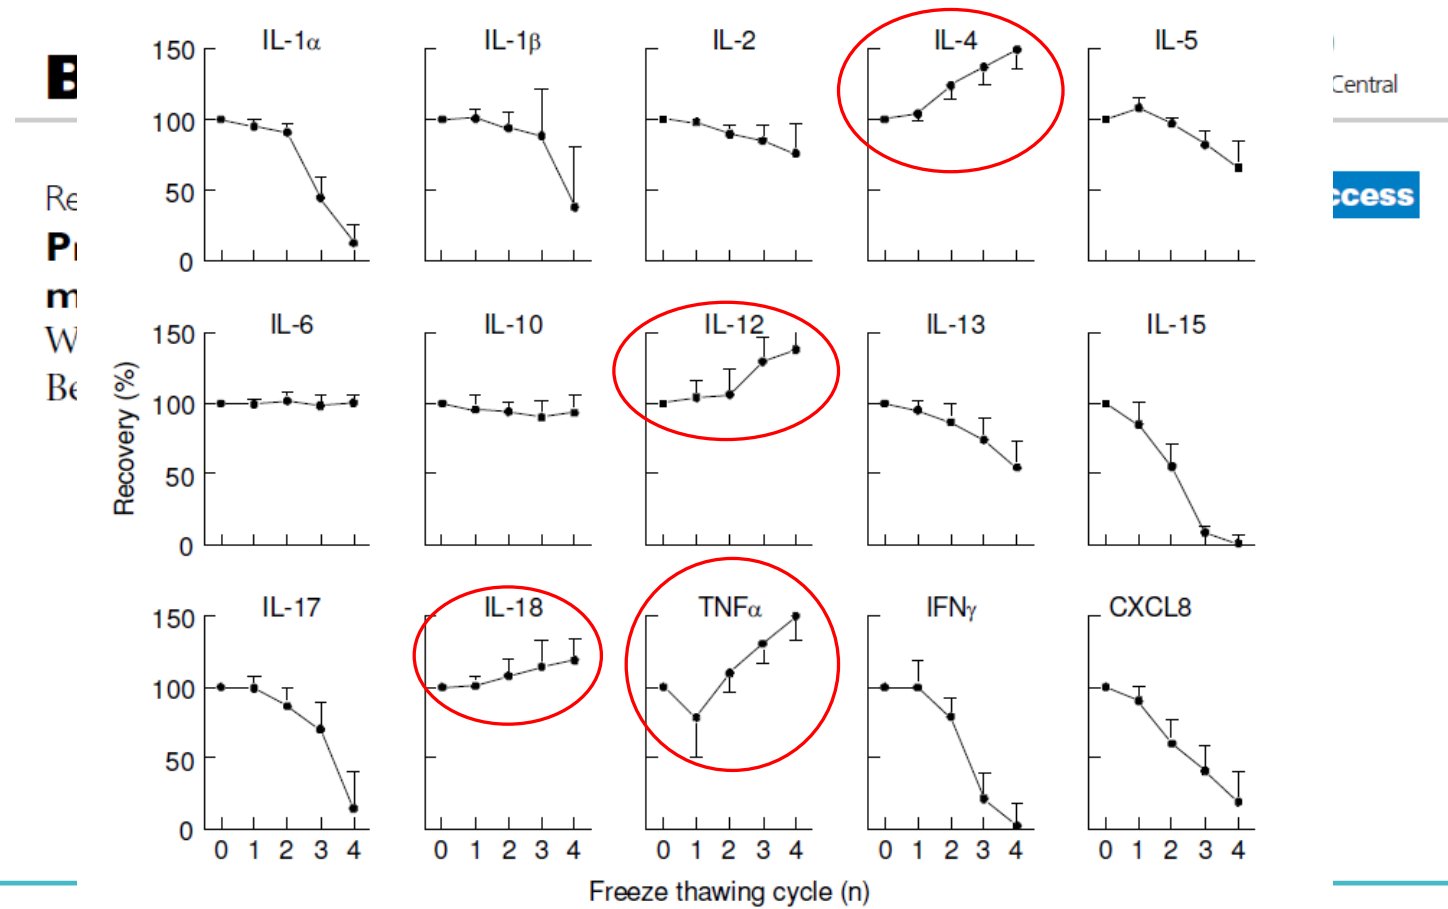 IL-1α IL-1β IL-2 IL-4 IL-5
150
100
50
0
Central
ccess
IL-6 IL-10 IL-12 IL-13 IL-15
150
100
50
0
Recovery (%)
IL-17 IL-18 TNFα IFNγ CXCL8
150
100
50
0
0 1 2 3 4 0 1 2 3 4 0 1 2 3 4 0 1 2 3 4 0 1 2 3 4
Freeze thawing cycle (n)